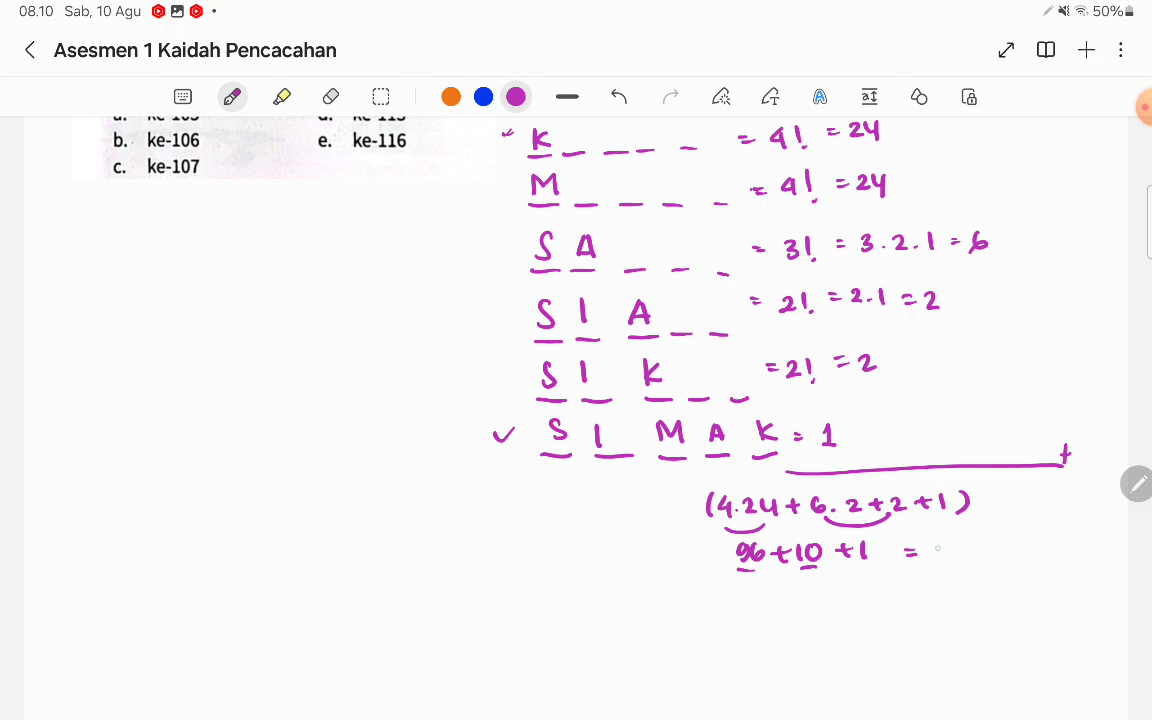 08.10 Sab, 10 Agu 50%
Asesmen 1 Kaidah Pencacahan
b. ke-106 e. ke-116
c. ke-107
K = 4! = 24
M = 4! = 24
S A = 3! = 3.2.1 = 6
S I A = 2! = 2.1 = 2
S I K = 2! = 2
✓ S I M A K = 1
+
(4.24 + 6.2 + 2 + 1)
96 + 10 + 1 =